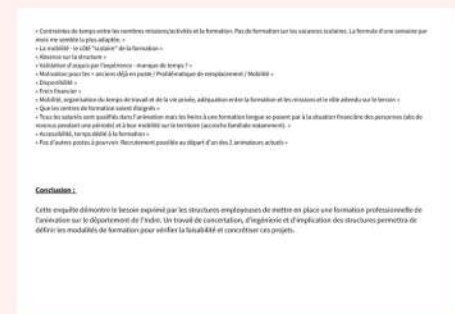 « Contraintes de temps entre les nombres missions/activités et la formation. Pas de formation sur les vacances scolaires. La formule d'une semaine par
mois me semble la plus adaptée. »
« La mobilité - le côté "scolaire" de la formation »
« Absence sur la structure »
« Validation d'acquis par l'expérience - manque de temps ? »
« Motivation pour les + anciens déjà en poste / Problématique de remplacement / Mobilité »
« Disponibilité »
« Frein financier »
« Mobilité, organisation du temps de travail et de la vie privée, adéquation entre la formation et les missions et le rôle attendu sur le terrain »
« Que les centres de formation soient éloignés »
« Tous les salariés sont qualifiés dans l'animation mais les freins à une formation longue se posent par à la situation financière des personnes (abs de
revenus pendant une période) et à leur mobilité sur le territoire (accroche familiale notamment). »
« Accessibilité, temps dédié à la formation »
« Pas d'autres postes à pourvoir. Recrutement possible au départ d'un des 2 animateurs actuels »
Conclusion :
Cette enquête démontre le besoin exprimé par les structures employeuses de mettre en place une formation professionnelle de
l'animation sur le département de l'Indre. Un travail de concertation, d'ingénierie et d'implication des structures permettra de
définir les modalités de formation pour vérifier la faisabilité et concrétiser ces projets.